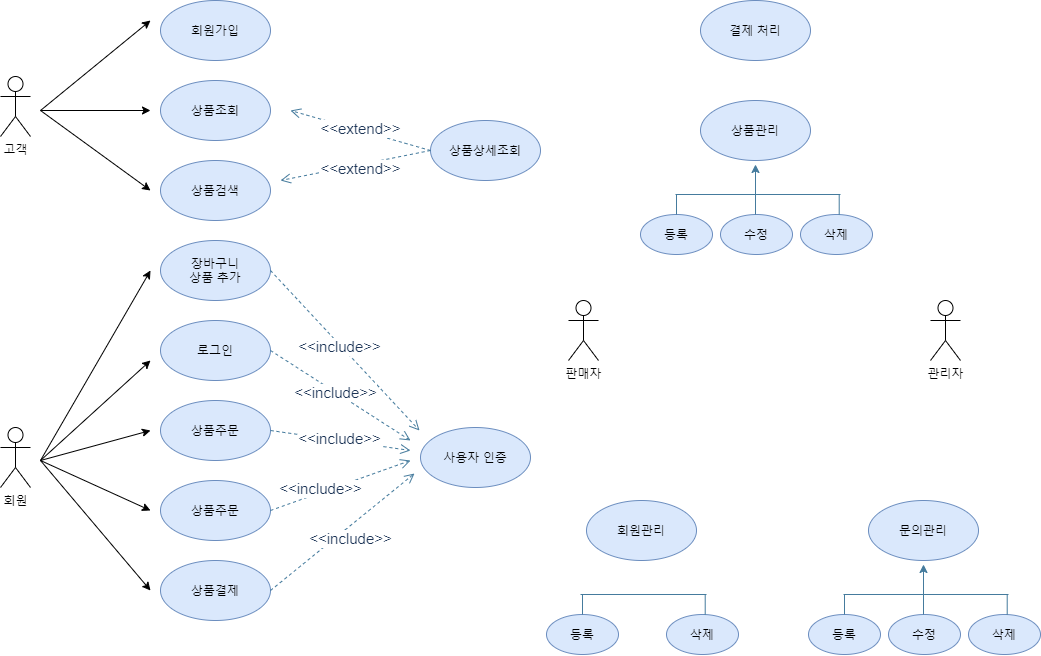 회원가입
결제 처리
상품조회
<<extend>>
상품관리
고객
상품상세조회
<<extend>>
상품검색
등록
수정
삭제
장바구니
상품 추가
<<include>>
로그인
판매자
관리자
<<include>>
상품주문
<<include>>
사용자 인증
<<include>>
회원
상품주문
<<include>>
회원관리
문의관리
상품결제
등록
삭제
등록
수정
삭제